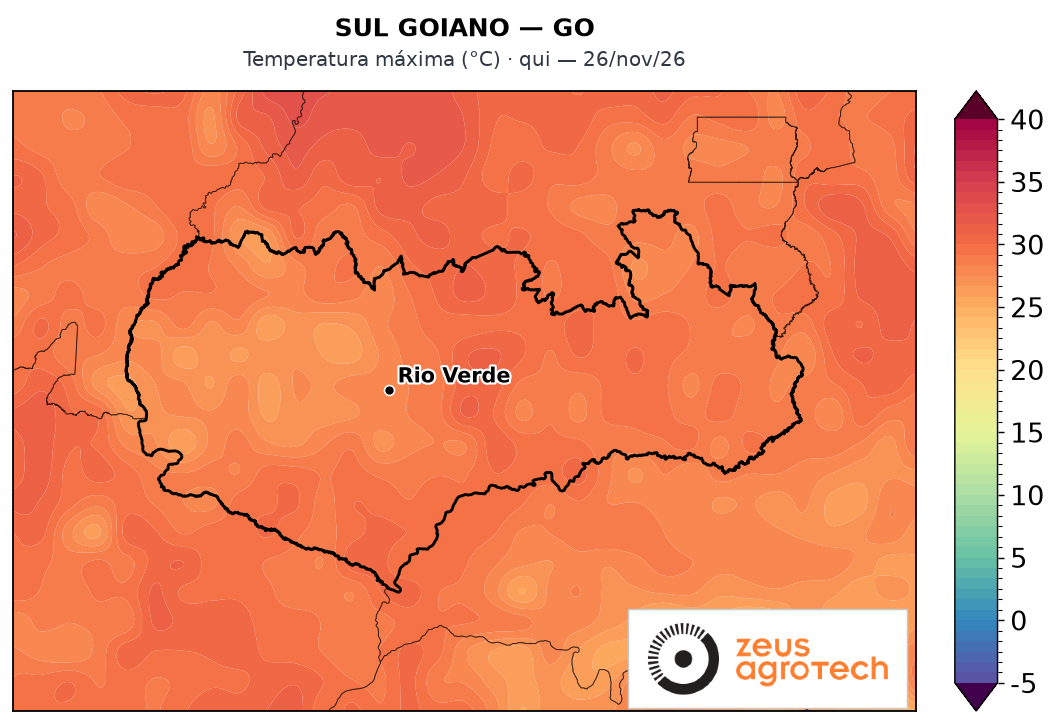 SUL GOIANO — GO
Temperatura máxima (°C) · qui — 26/nov/26
40
35
30
25
20
15
10
5
0
-5
Rio Verde
zeus
agrotech